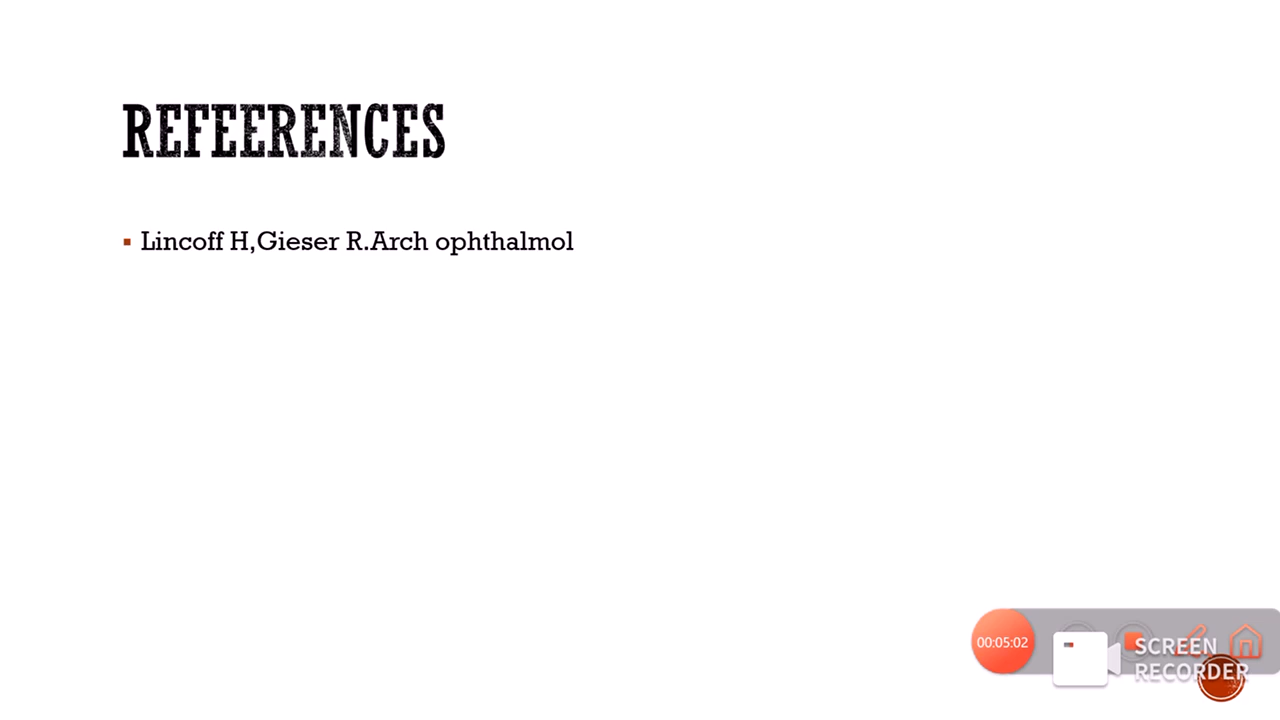 REFEERENCES
Lincoff H,Gieser R.Arch ophthalmol
00:05:02
SCREEN
RECORDER